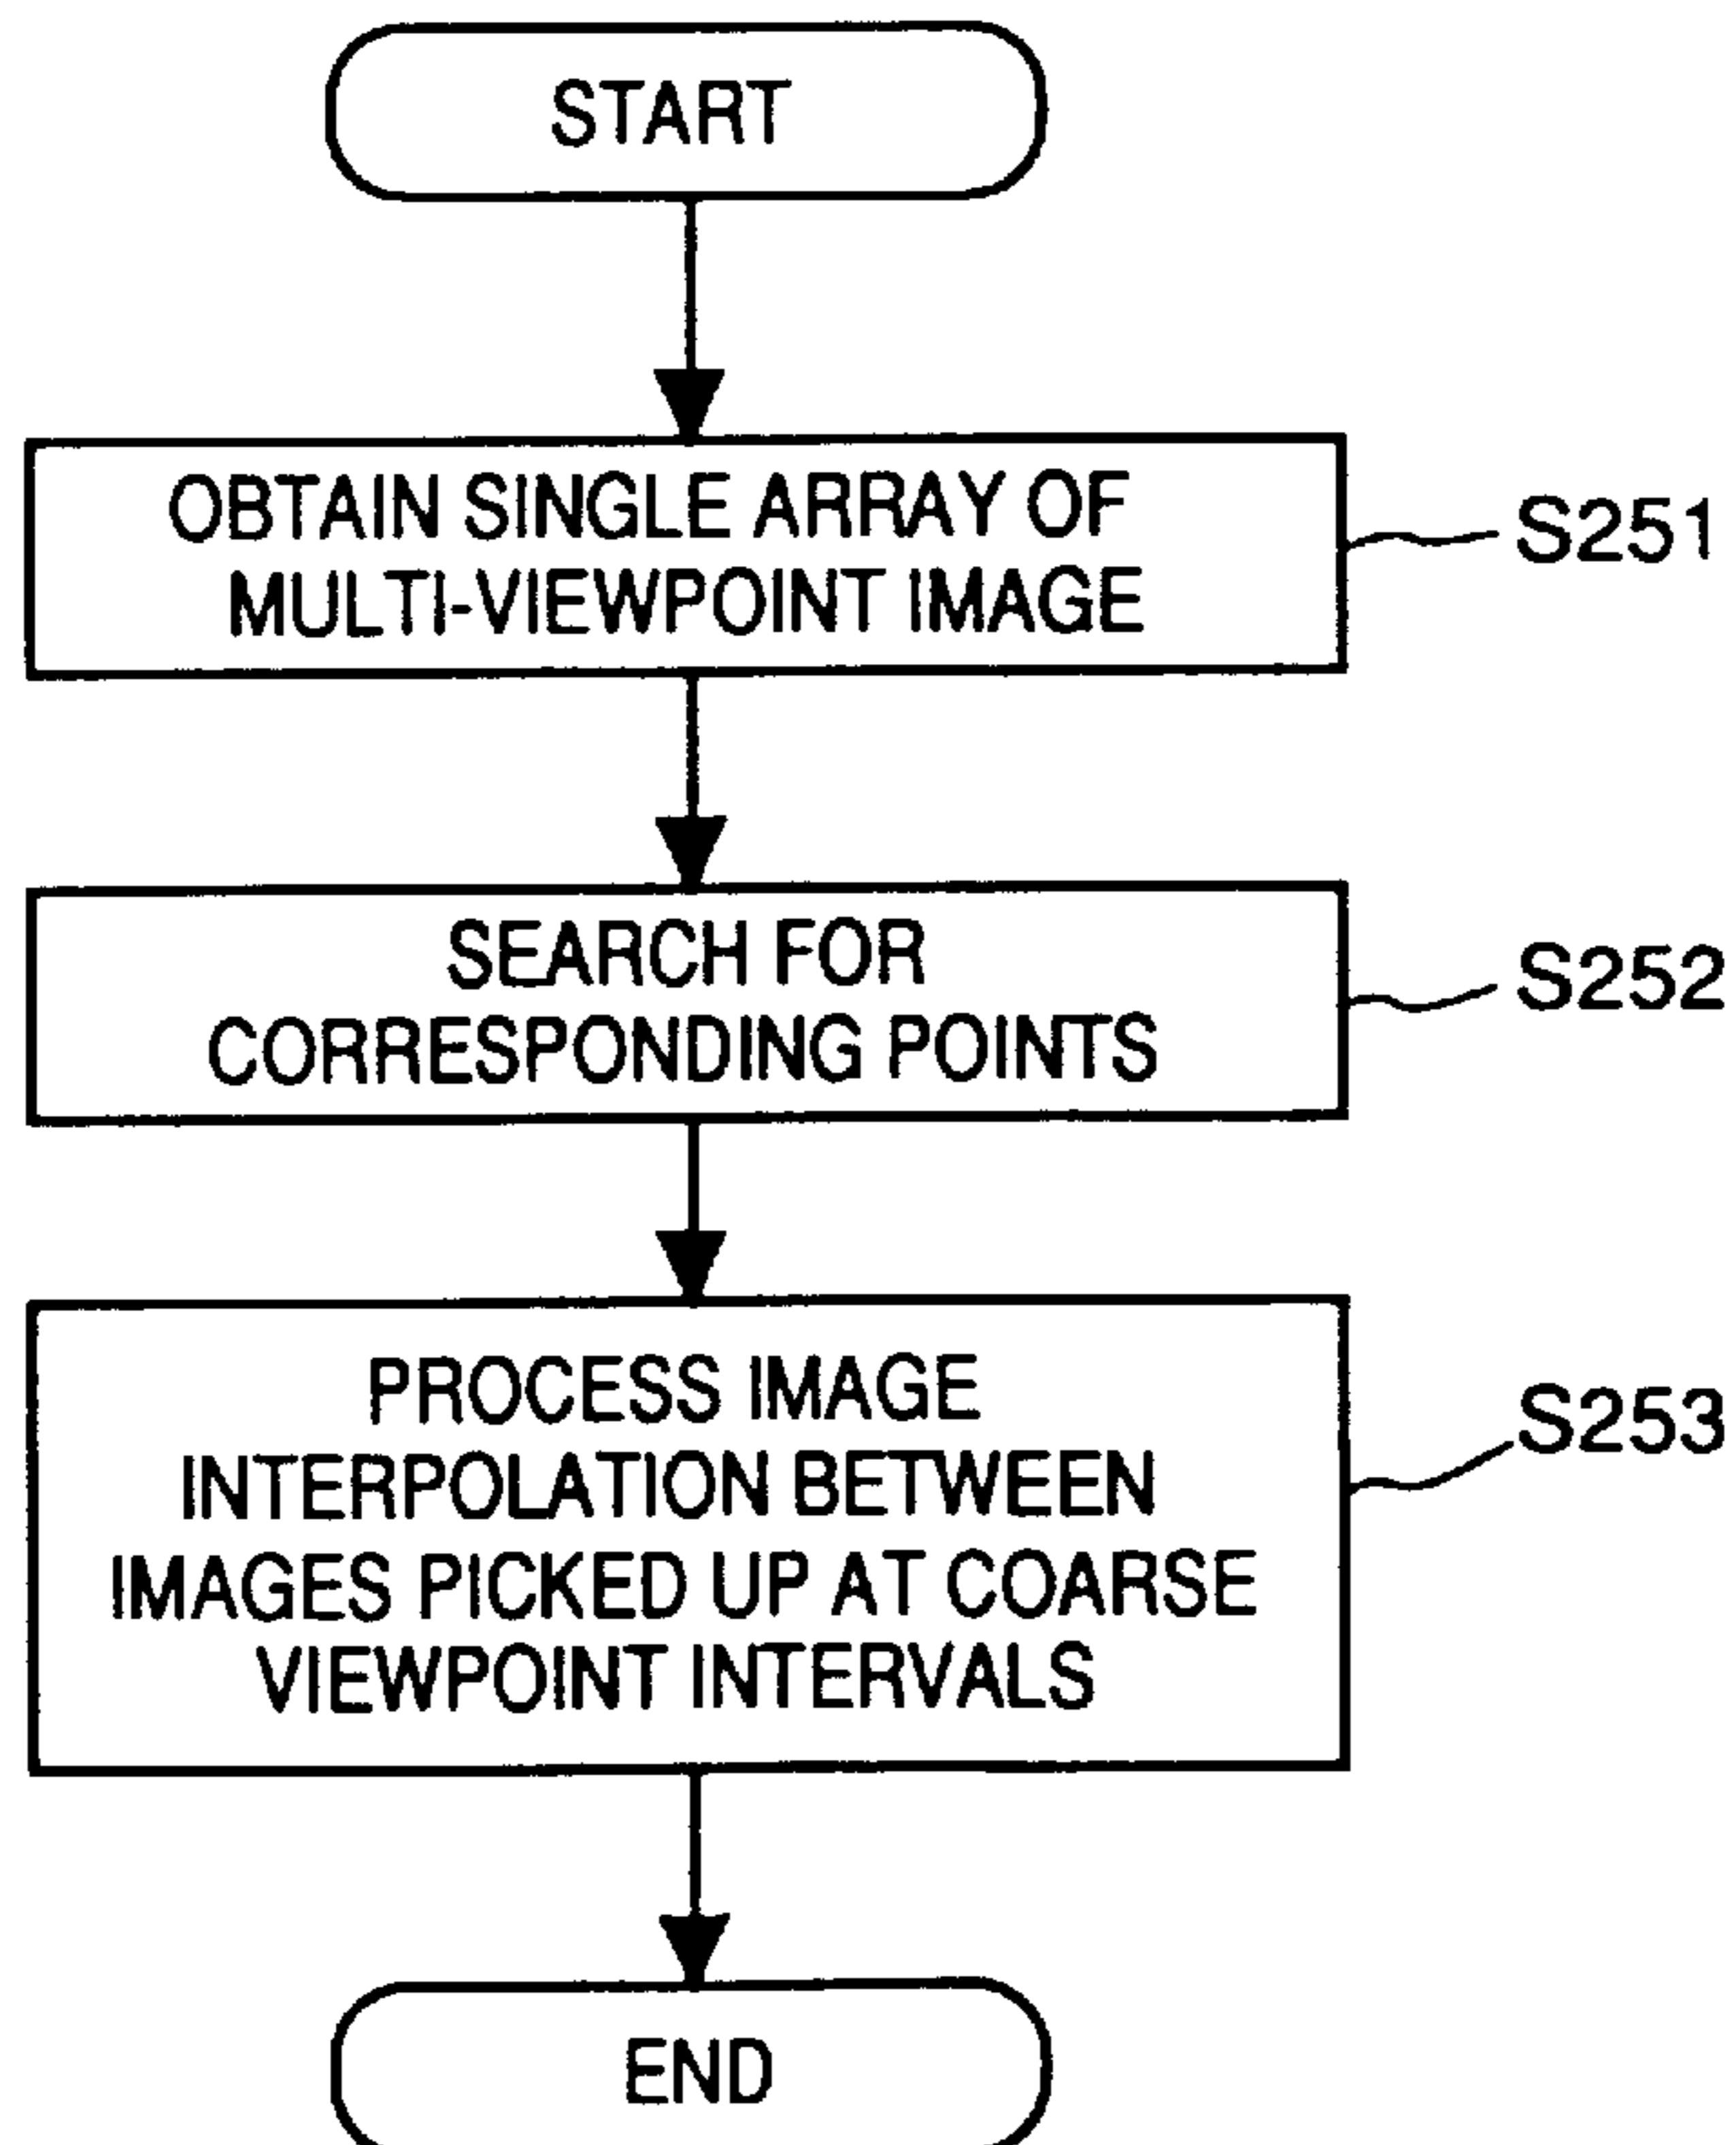 START
OBTAIN SINGLE ARRAY OF
MULTI-VIEWPOINT IMAGE
S251
SEARCH FOR
CORRESPONDING POINTS
S252
PROCESS IMAGE
INTERPOLATION BETWEEN
IMAGES PICKED UP AT COARSE
VIEWPOINT INTERVALS
S253
END